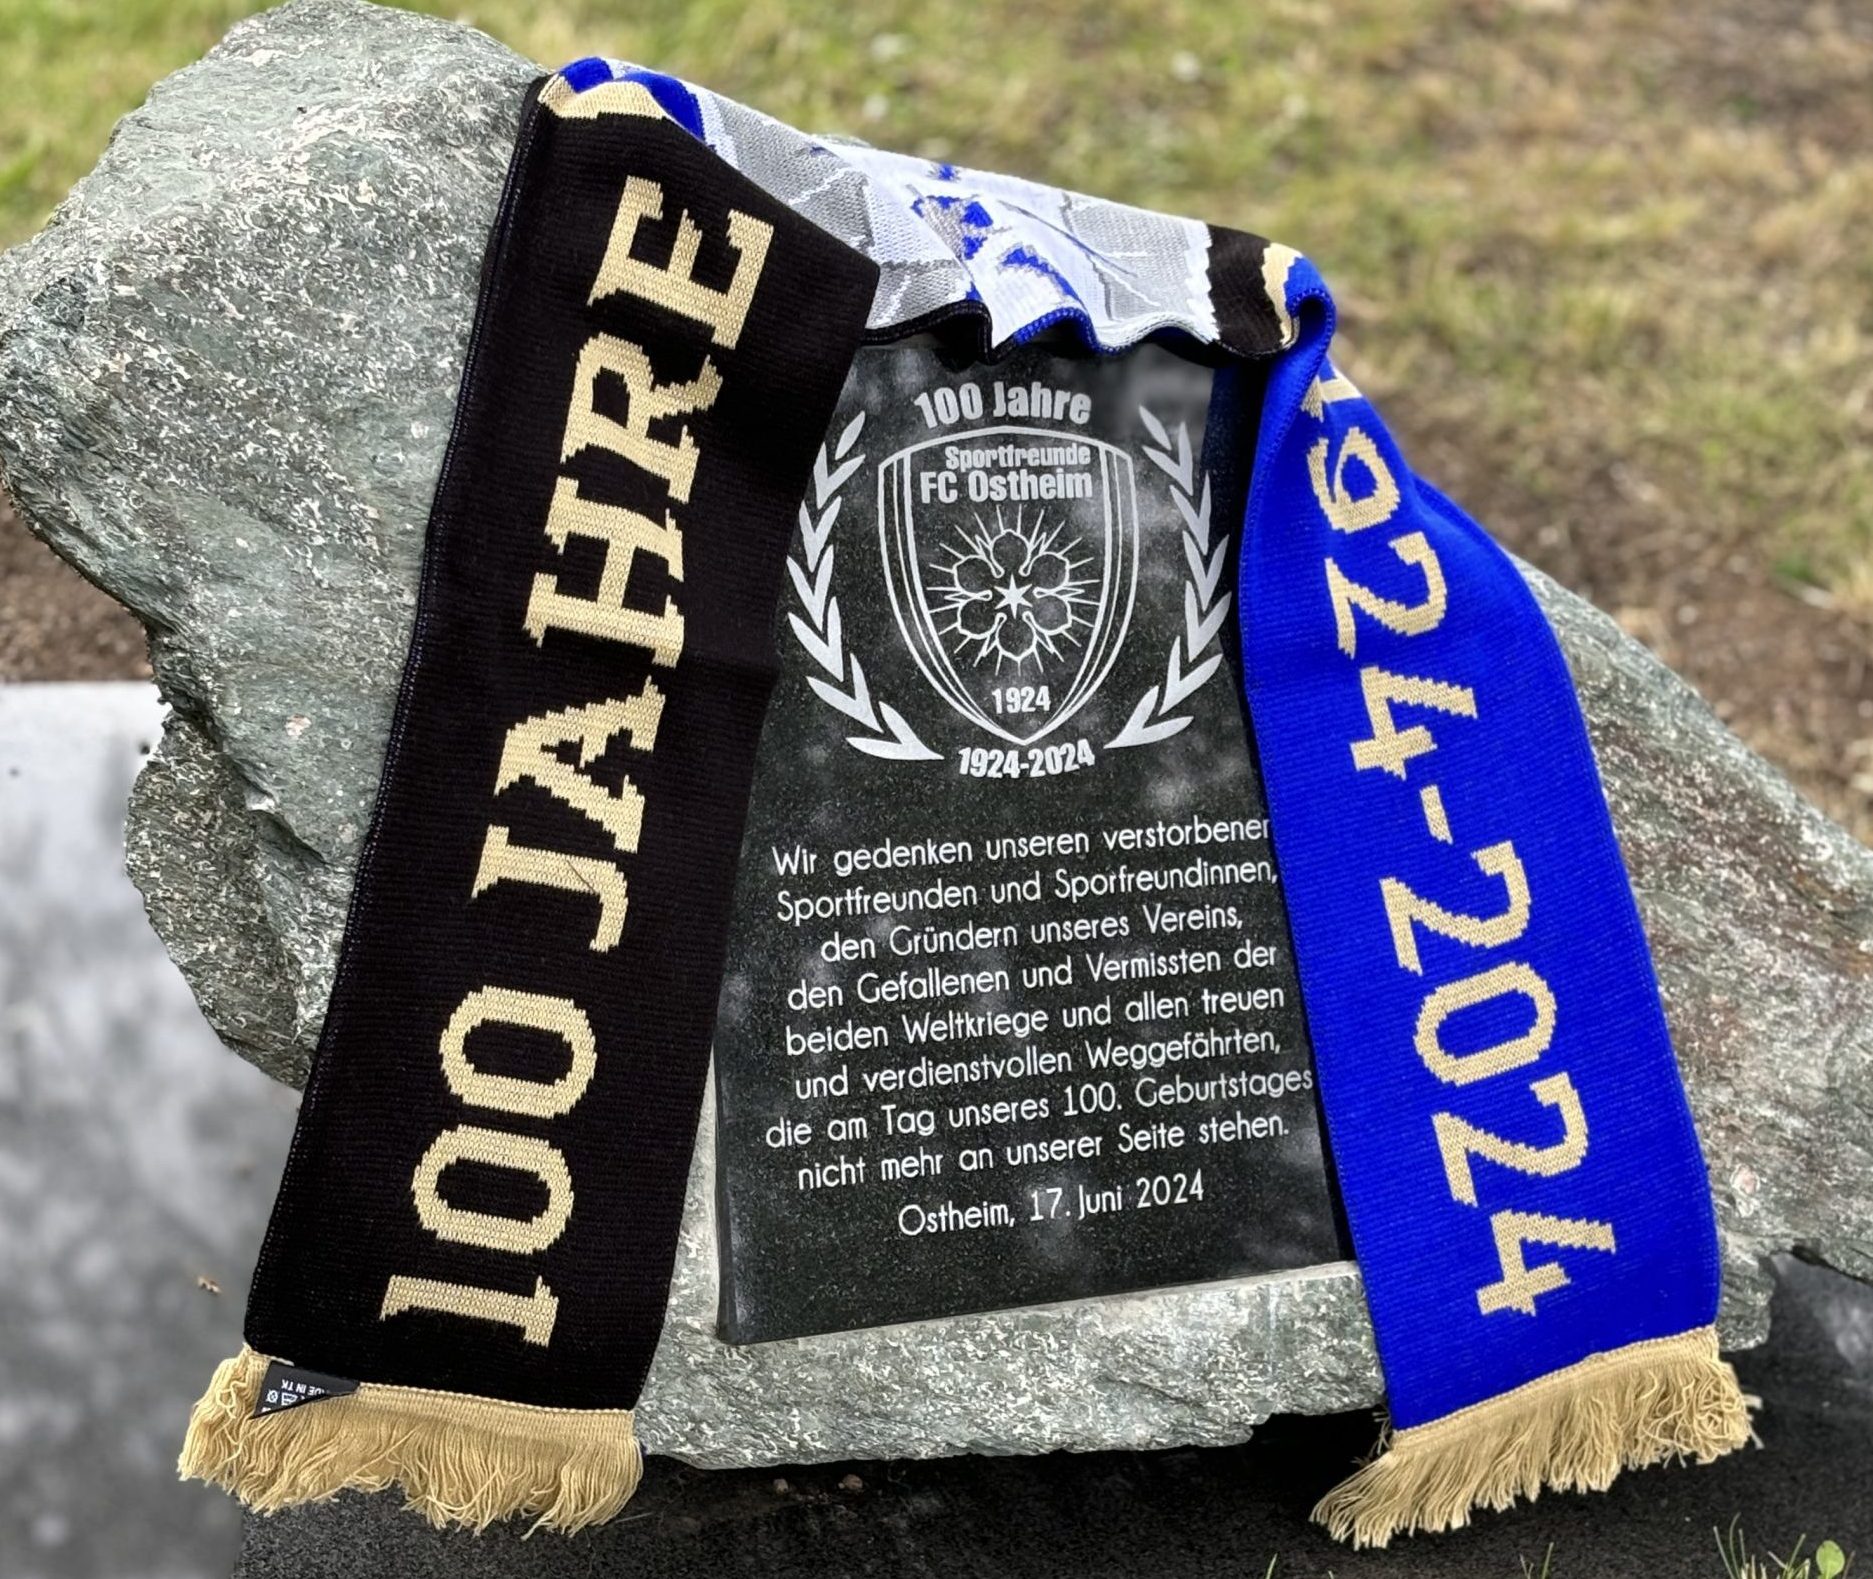 100 JAHRE
100 Jahre
Sportfreunde
FC Ostheim
1924
1924-2024
Wir gedenken unseren verstorbener
Sportfreunden und Sporfreundinnen,
den Gründern unseres Vereins,
den Gefallenen und Vermissten der
beiden Weltkriege und allen treuen
und verdienstvollen Weggefährten,
die am Tag unseres 100. Geburtstages
nicht mehr an unserer Seite stehen.
Ostheim, 17. Juni 2024
1924-2024
IN TK